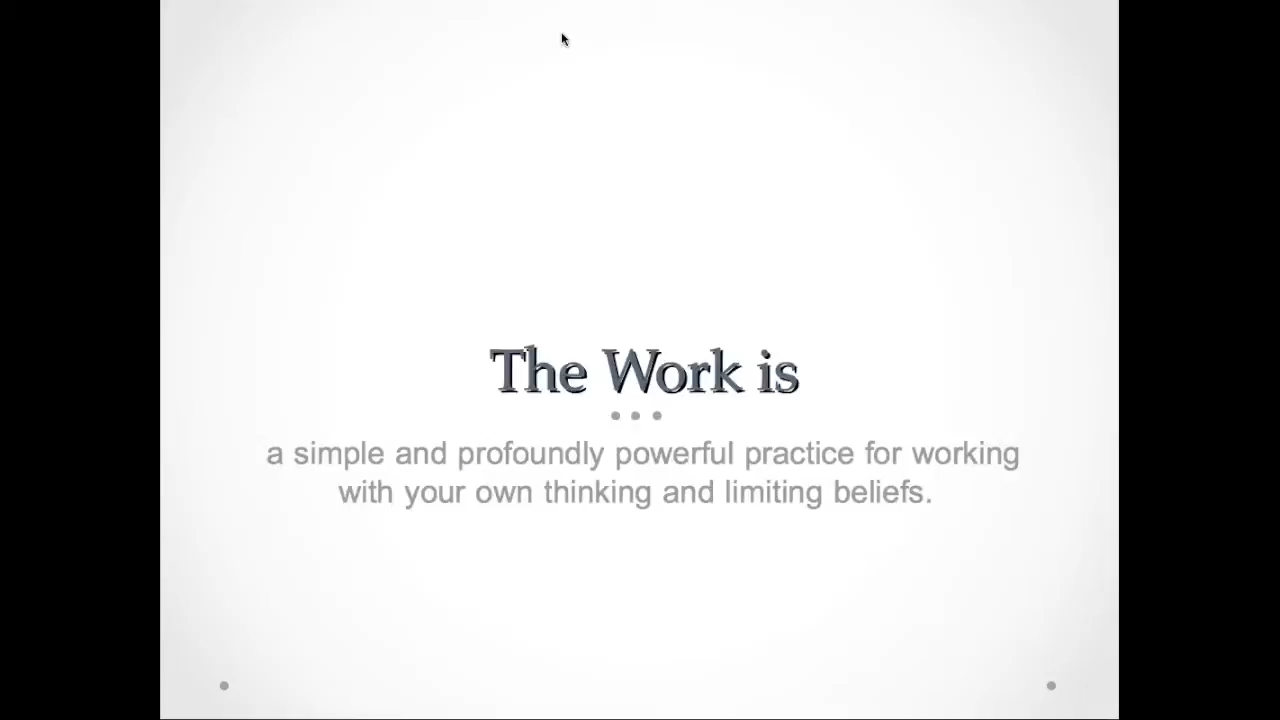 The Work is
a simple and profoundly powerful practice for working
with your own thinking and limiting beliefs.